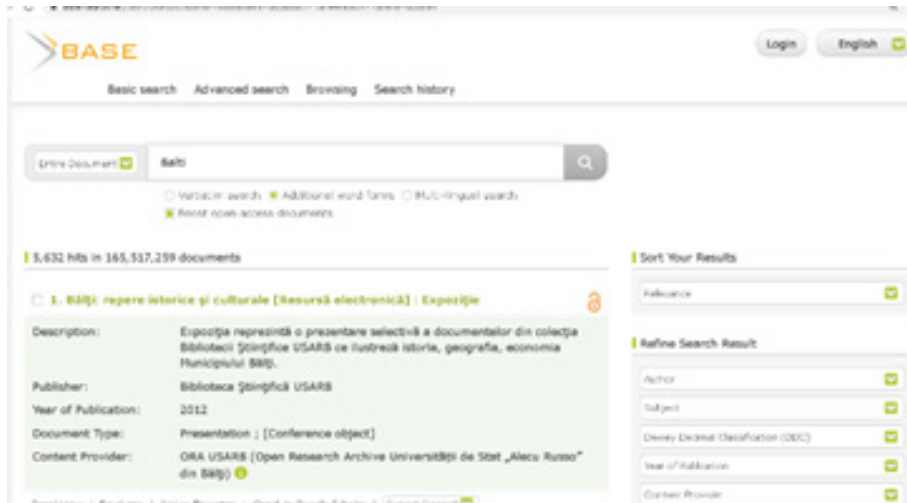 BASE
Login English
Basic search Advanced search Browsing Search history
Entire Document Balti
Verbatim search Additional word forms Multi-lingual search
Boost open access documents
5,632 hits in 165,517,259 documents
Sort Your Results
Relevance
1. Bălţi: repere istorice şi culturale [Resursă electronică] : Expoziţie
Description: Expoziţia reprezintă o prezentare selectivă a documentelor din colecţia
Bibliotecii Ştiinţifice USARB ce ilustrează istoria, geografia, economia
Municipiului Bălţi.
Publisher: Biblioteca Ştiinţifică USARB
Year of Publication: 2012
Document Type: Presentation ; [Conference object]
Content Provider: ORA USARB (Open Research Archive Universităţii de Stat „Alecu Russo"
din Bălţi)
Refine Search Result
Author
Subject
Dewey Decimal Classification (DDC)
Year of Publication
Content Provider